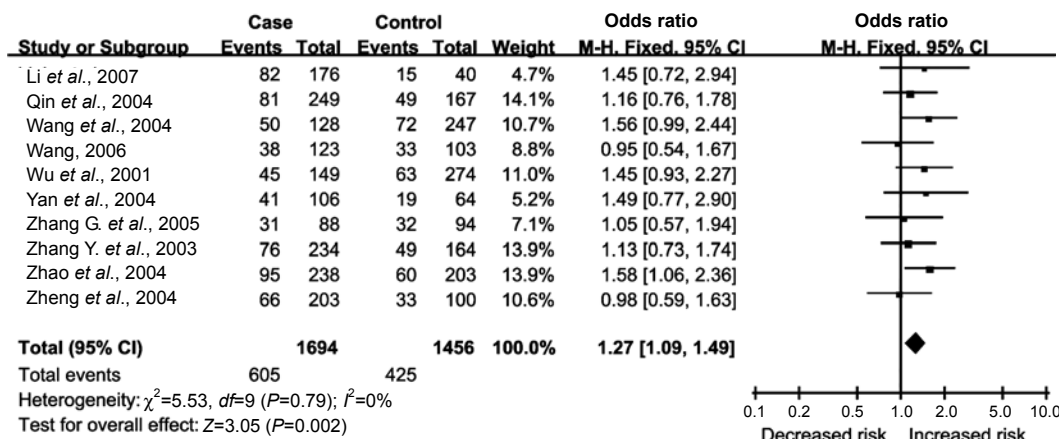 Case Control Odds ratio Odds ratio
Study or Subgroup Events Total Events Total Weight M-H. Fixed. 95% CI M-H. Fixed. 95% CI
Li et al., 2007 82 176 15 40 4.7% 1.45 [0.72, 2.94]
Qin et al., 2004 81 249 49 167 14.1% 1.16 [0.76, 1.78]
Wang et al., 2004 50 128 72 247 10.7% 1.56 [0.99, 2.44]
Wang, 2006 38 123 33 103 8.8% 0.95 [0.54, 1.67]
Wu et al. 2001 45 149 63 274 11.0% 1.45 [0.93, 2.27]
Yan et al., 2004 41 106 19 64 5.2% 1.49 [0.77, 2.90]
Zhang G. et al., 2005 31 88 32 94 7.1% 1.05 [0.57, 1.94]
Zhang Y. et al., 2003 76 234 49 164 13.9% 1.13 [0.73, 1.74]
Zhao et al., 2004 95 238 60 203 13.9% 1.58 [1.06, 2.36]
Zheng et al., 2004 66 203 33 100 10.6% 0.98 [0.59, 1.63]
Total (95% CI) 1694 1456 100.0% 1.27 [1.09, 1.49]
Total events 605 425
Heterogeneity: χ²=5.53, df=9 (P=0.79); I²=0%
Test for overall effect: Z=3.05 (P=0.002)
0.1 0.2 0.5 1.0 2.0 5.0 10.0
Decreased risk Increased risk